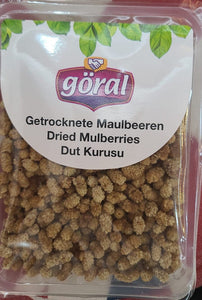 göral
Getrocknete Maulbeeren
Dried Mulberries
Dut Kurusu